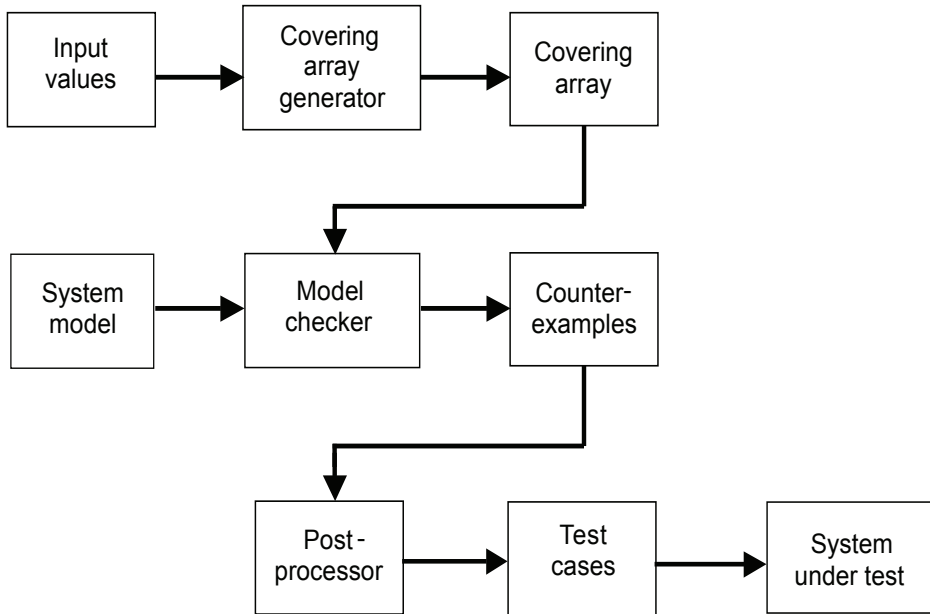 Input
values
Covering
array
generator
Covering
array
System
model
Model
checker
Counter-
examples
Post-
processor
Test
cases
System
under test